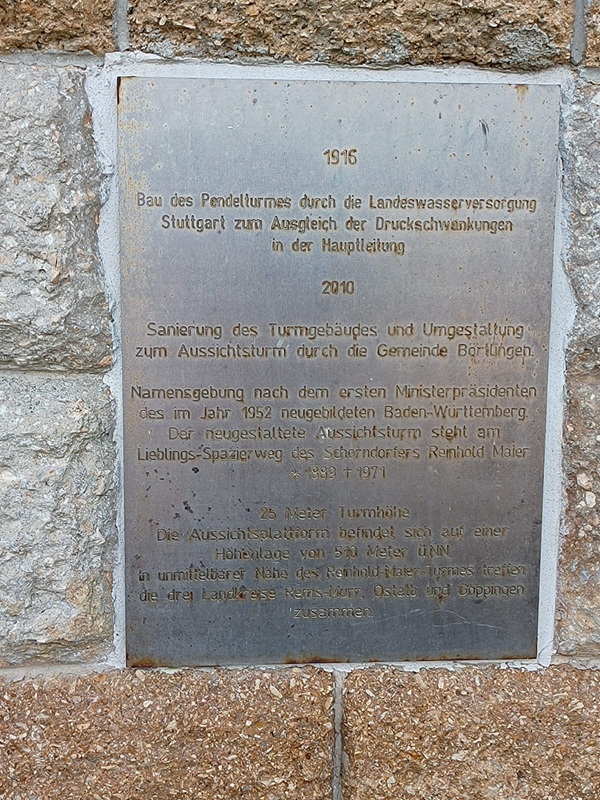 1916
Bau des Pendelturmes durch die Landeswasserversorgung
Stuttgart zum Ausgleich der Druckschwankungen
in der Hauptleitung
2010
Sanierung des Turmgebäudes und Umgestaltung
zum Aussichtsturm durch die Gemeinde Börtlingen.
Namensgebung nach dem ersten Ministerpräsidenten
des im Jahr 1952 neugebildeten Baden-Württemberg.
Der neugestaltete Aussichtsturm steht am
Lieblings-Spazierweg des Schorndorfers Reinhold Maier
* 1889 † 1971
25 Meter Turmhöhe
Die Aussichtsplattform befindet sich auf einer
Höhenlage von Meter ü.NN.
In unmittelbarer Nähe des Reinhold-Maier-Turmes treffen
die drei Landkreise Rems-Murr, Ostalb und Göppingen
zusammen.